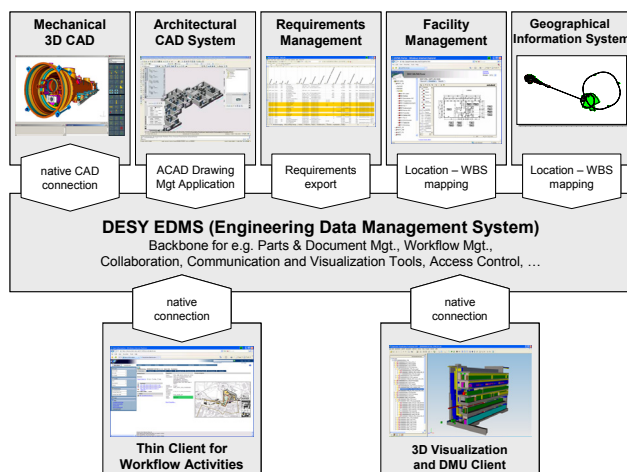 Mechanical
3D CAD
Architectural
CAD System
Requirements
Management
Facility
Management
Geographical
Information System
native CAD
connection
ACAD Drawing
Mgt Application
Requirements
export
Location – WBS
mapping
Location – WBS
mapping
DESY EDMS (Engineering Data Management System)
Backbone for e.g. Parts & Document Mgt., Workflow Mgt.,
Collaboration, Communication and Visualization Tools, Access Control, …
native
connection
native
connection
Thin Client for
Workflow Activities
3D Visualization
and DMU Client